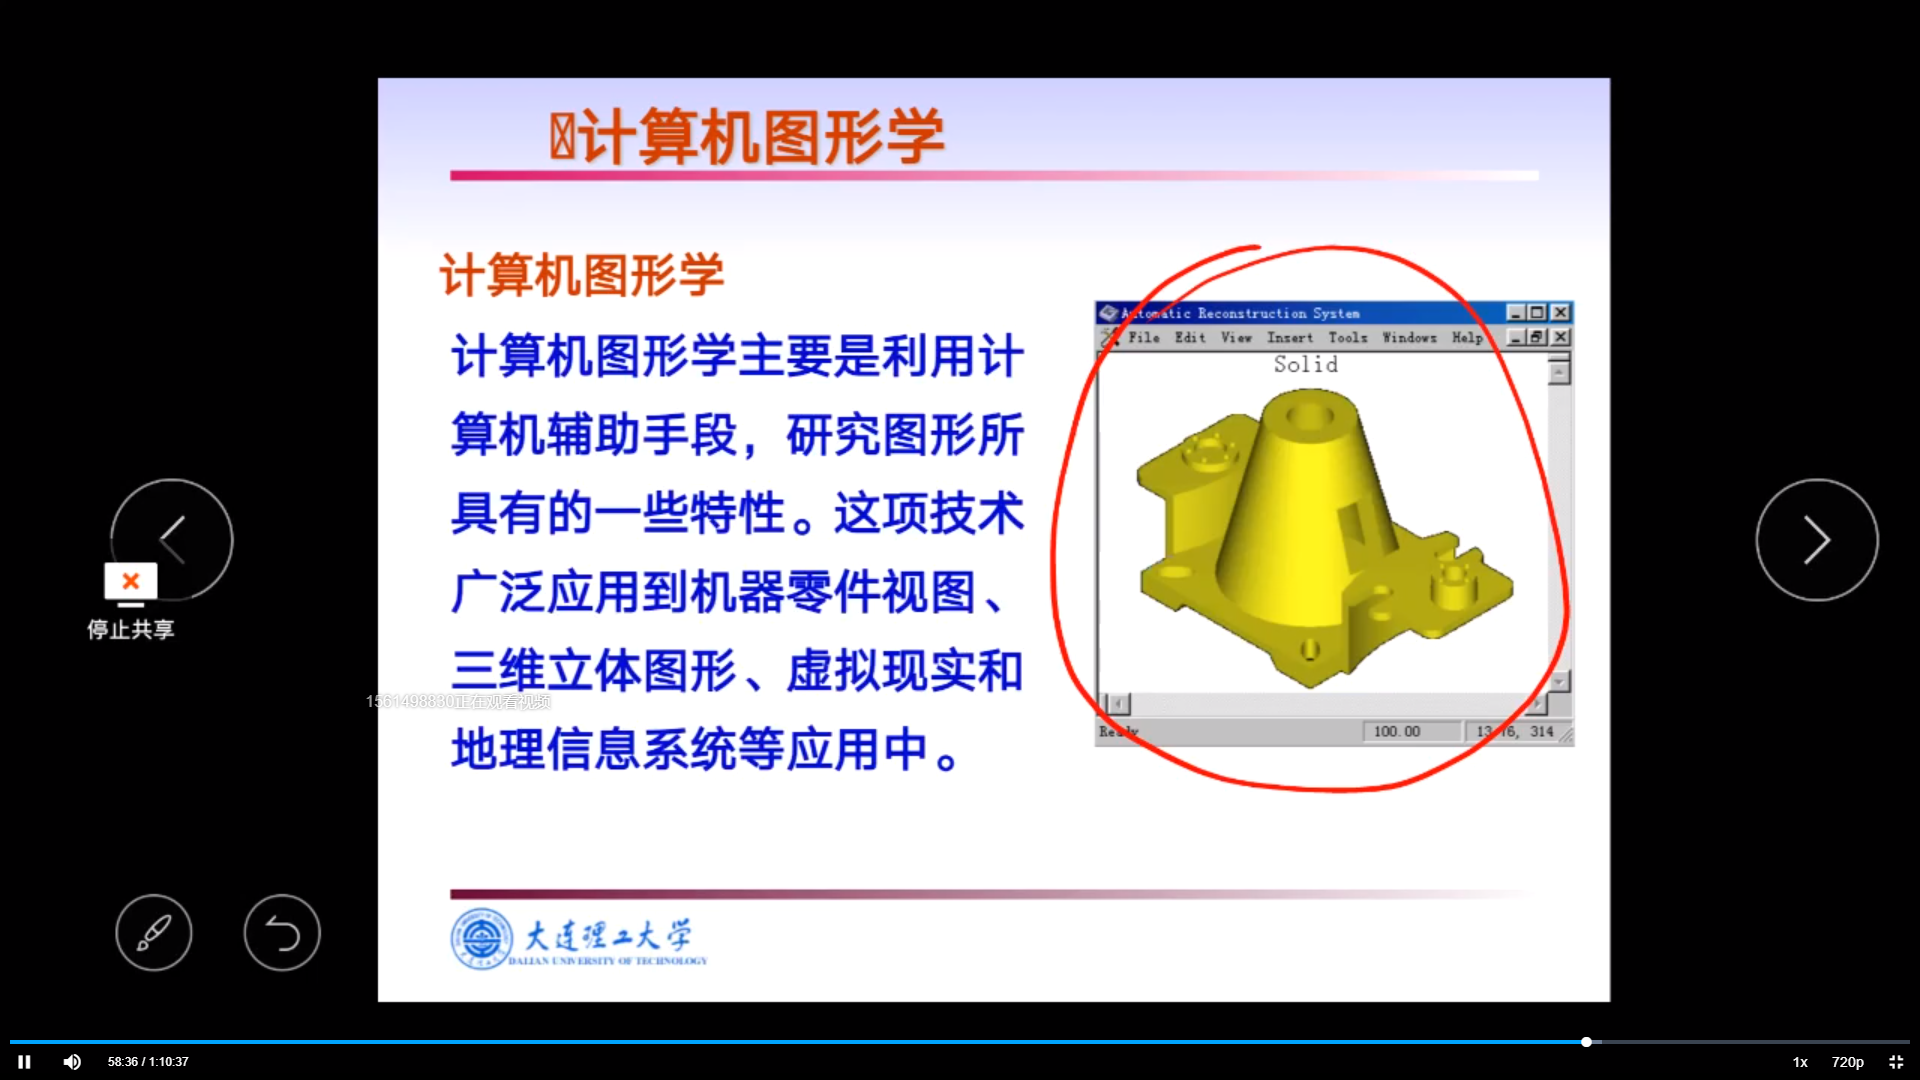 计算机图形学
计算机图形学
计算机图形学主要是利用计
算机辅助手段，研究图形所
具有的一些特性。这项技术
广泛应用到机器零件视图、
三维立体图形、虚拟现实和
地理信息系统等应用中。
Automatic Reconstruction System
File Edit View Insert Tools Windows Help
Solid
Ready 100.00 , 314
停止共享
1561498830正在观看视频
大连理工大学
DALIAN UNIVERSITY OF TECHNOLOGY
58:36 / 1:10:37
1x 720p